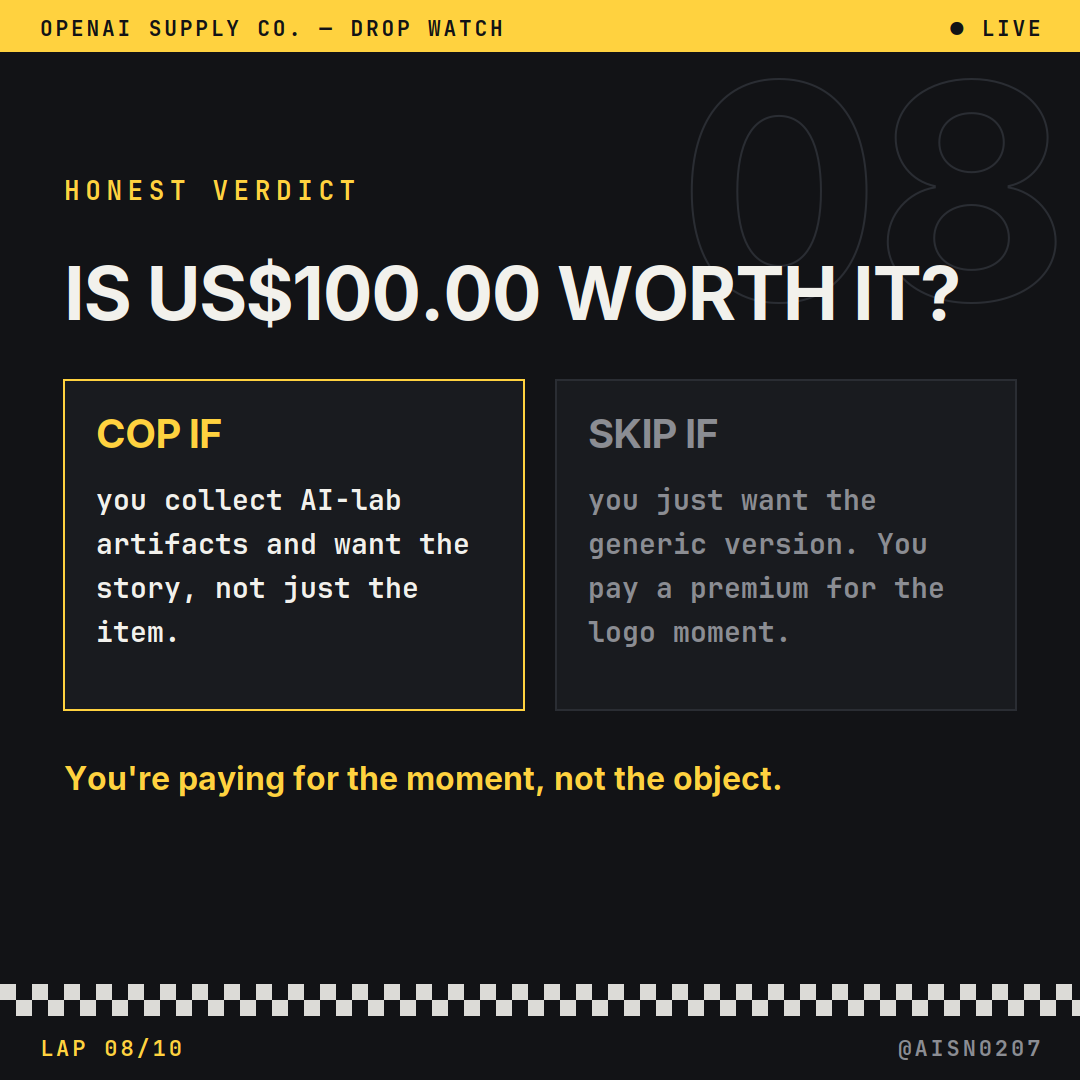 OPENAI SUPPLY CO. — DROP WATCH
● LIVE
08
HONEST VERDICT
IS US$100.00 WORTH IT?
COP IF
you collect AI-lab
artifacts and want the
story, not just the
item.
SKIP IF
you just want the
generic version. You
pay a premium for the
logo moment.
You're paying for the moment, not the object.
LAP 08/10
@AISN0207